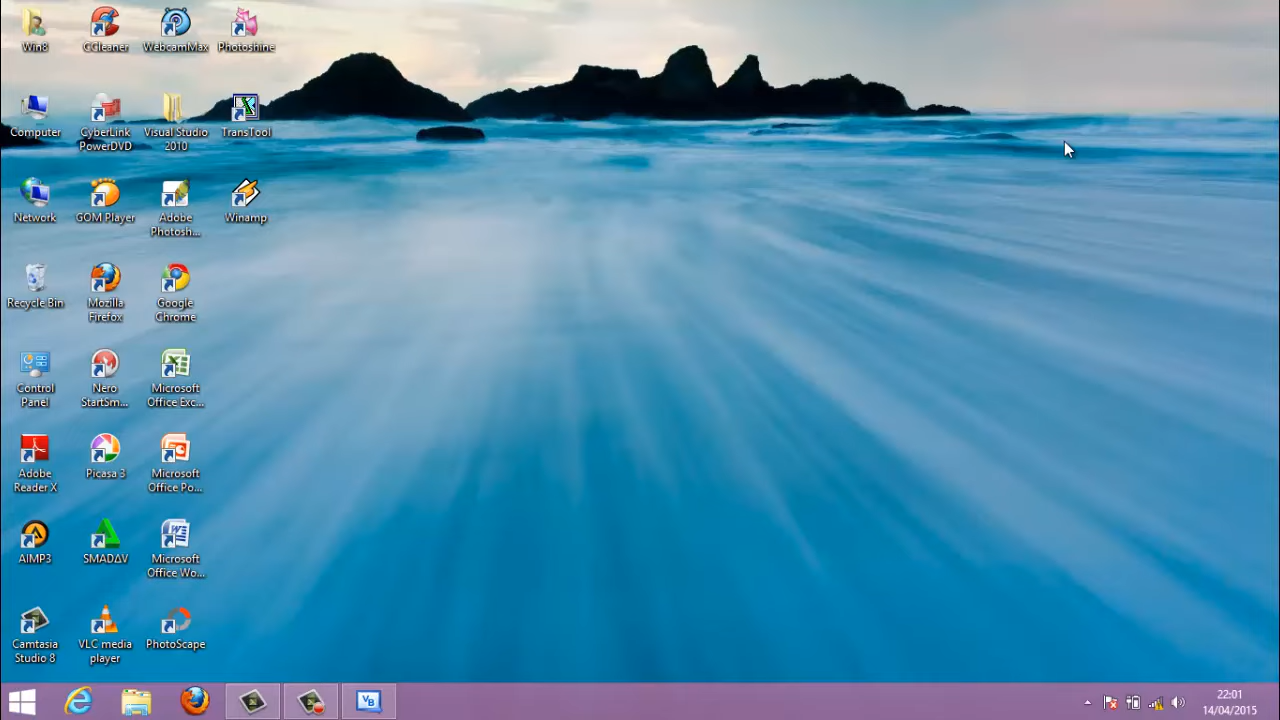 Win8
CCleaner
WebcamMax
Photoshine
Computer
CyberLink
PowerDVD
Visual Studio
2010
TransTool
Network
GOM Player
Adobe
Photosh...
Winamp
Recycle Bin
Mozilla
Firefox
Google
Chrome
Control
Panel
Nero
StartSm...
Microsoft
Office Exc...
Adobe
Reader X
Picasa 3
Microsoft
Office Po...
AIMP3
SMADΔV
Microsoft
Office Wo...
Camtasia
Studio 8
VLC media
player
PhotoScape
VB
22:01
14/04/2015